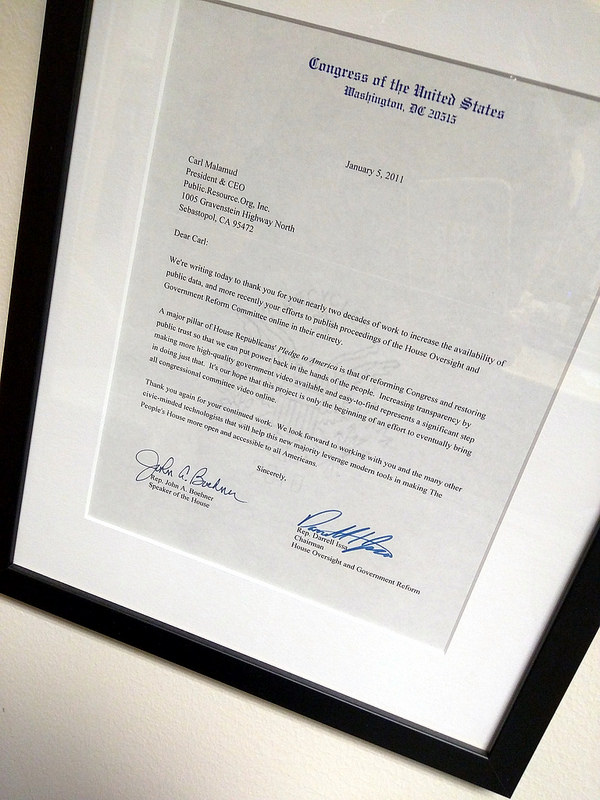 Congress of the United States
Washington, DC 20515
January 5, 2011
Carl Malamud
President & CEO
Public.Resource.Org, Inc.
1005 Gravenstein Highway North
Sebastopol, CA 95472
Dear Carl:
We're writing today to thank you for your nearly two decades of work to increase the availability of
public data, and more recently your efforts to publish proceedings of the House Oversight and
Government Reform Committee online in their entirety.
A major pillar of House Republicans' Pledge to America is that of reforming Congress and restoring
public trust so that we can put power back in the hands of the people. Increasing transparency by
making more high-quality government video available and easy-to-find represents a significant step
in doing just that. It's our hope that this project is only the beginning of an effort to eventually bring
all congressional committee video online.
Thank you again for your continued work. We look forward to working with you and the many other
civic-minded technologists that will help this new majority leverage modern tools in making The
People's House more open and accessible to all Americans.
Sincerely,
John A. Boehner
Rep. John A. Boehner
Speaker of the House
Darrell Issa
Rep. Darrell Issa
Chairman
House Oversight and Government Reform